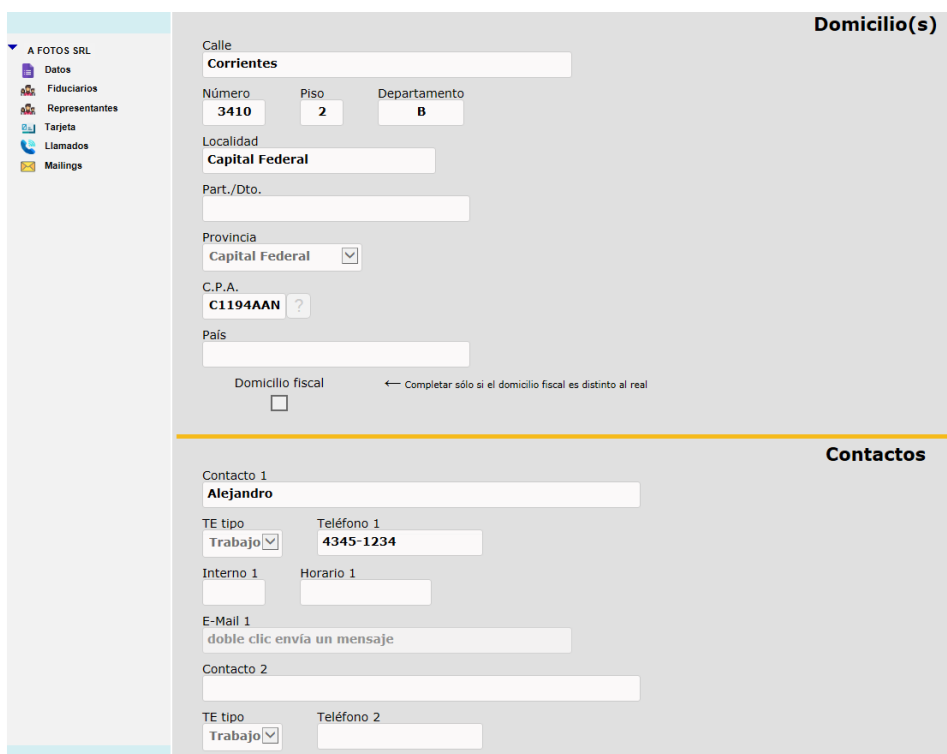 A FOTOS SRL
Datos
Fiduciarios
Representantes
Tarjeta
Llamados
Mailings
Domicilio(s)
Calle
Corrientes
Número Piso Departamento
3410 2 B
Localidad
Capital Federal
Part./Dto.
Provincia
Capital Federal
C.P.A.
C1194AAN ?
País
Domicilio fiscal ← Completar sólo si el domicilio fiscal es distinto al real
Contactos
Contacto 1
Alejandro
TE tipo Teléfono 1
Trabajo 4345-1234
Interno 1 Horario 1
E-Mail 1
doble clic envía un mensaje
Contacto 2
TE tipo Teléfono 2
Trabajo